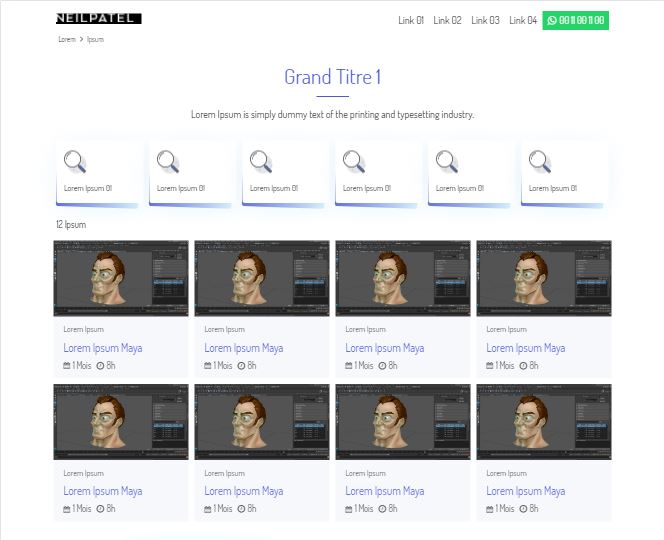 NEILPATEL
Link 01 Link 02 Link 03 Link 04 00 11 00 11 00
Lorem > Ipsum
Grand Titre 1
Lorem Ipsum is simply dummy text of the printing and typesetting industry.
Lorem Ipsum 01 Lorem Ipsum 01 Lorem Ipsum 01 Lorem Ipsum 01 Lorem Ipsum 01 Lorem Ipsum 01
12 Ipsum
Lorem Ipsum Lorem Ipsum Lorem Ipsum Lorem Ipsum
Lorem Ipsum Maya Lorem Ipsum Maya Lorem Ipsum Maya Lorem Ipsum Maya
1 Mois 8h 1 Mois 8h 1 Mois 8h 1 Mois 8h
Lorem Ipsum Lorem Ipsum Lorem Ipsum Lorem Ipsum
Lorem Ipsum Maya Lorem Ipsum Maya Lorem Ipsum Maya Lorem Ipsum Maya
1 Mois 8h 1 Mois 8h 1 Mois 8h 1 Mois 8h